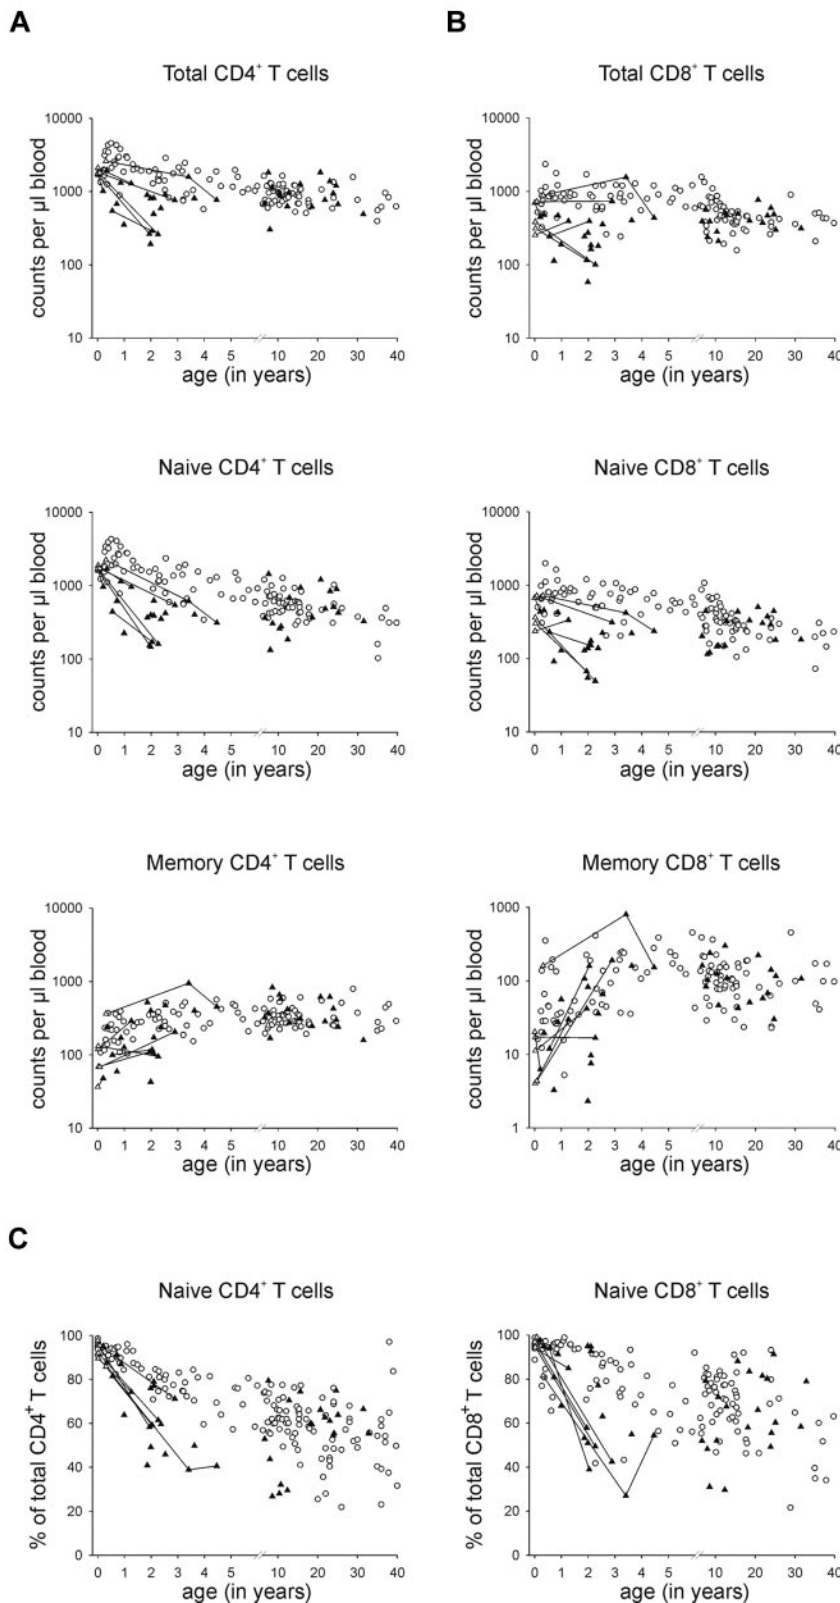 A
B
Total CD4⁺ T cells
Total CD8⁺ T cells
counts per µl blood
10000
1000
100
10
0 1 2 3 4 5 10 20 30 40
age (in years)
counts per µl blood
10000
1000
100
10
0 1 2 3 4 5 10 20 30 40
age (in years)
Naive CD4⁺ T cells
Naive CD8⁺ T cells
counts per µl blood
10000
1000
100
10
0 1 2 3 4 5 10 20 30 40
age (in years)
counts per µl blood
10000
1000
100
10
0 1 2 3 4 5 10 20 30 40
age (in years)
Memory CD4⁺ T cells
Memory CD8⁺ T cells
counts per µl blood
10000
1000
100
10
0 1 2 3 4 5 10 20 30 40
age (in years)
counts per µl blood
1000
100
10
1
0 1 2 3 4 5 10 20 30 40
age (in years)
C
Naive CD4⁺ T cells
Naive CD8⁺ T cells
% of total CD4⁺ T cells
100
80
60
40
20
0
0 1 2 3 4 5 10 20 30 40
age (in years)
% of total CD8⁺ T cells
100
80
60
40
20
0
0 1 2 3 4 5 10 20 30 40
age (in years)